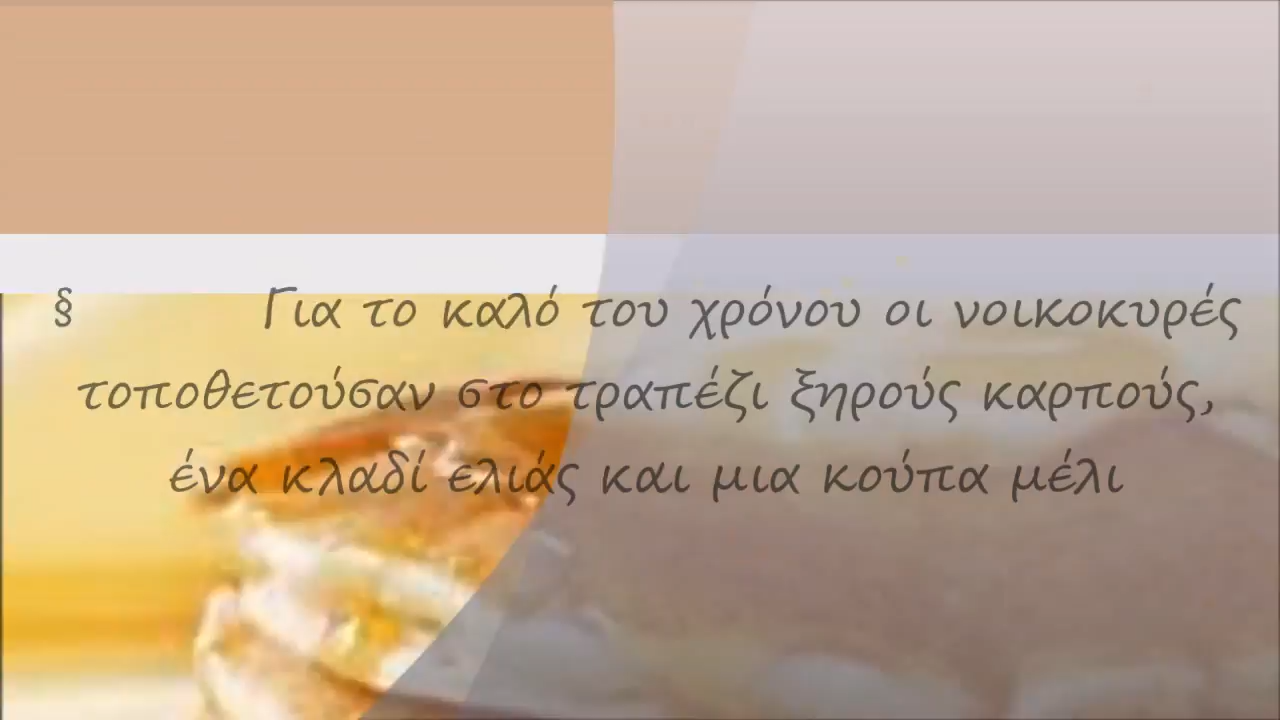 § Για το καλό του χρόνου οι νοικοκυρές
τοποθετούσαν στο τραπέζι ξηρούς καρπούς,
ένα κλαδί ελιάς και μια κούπα μέλι